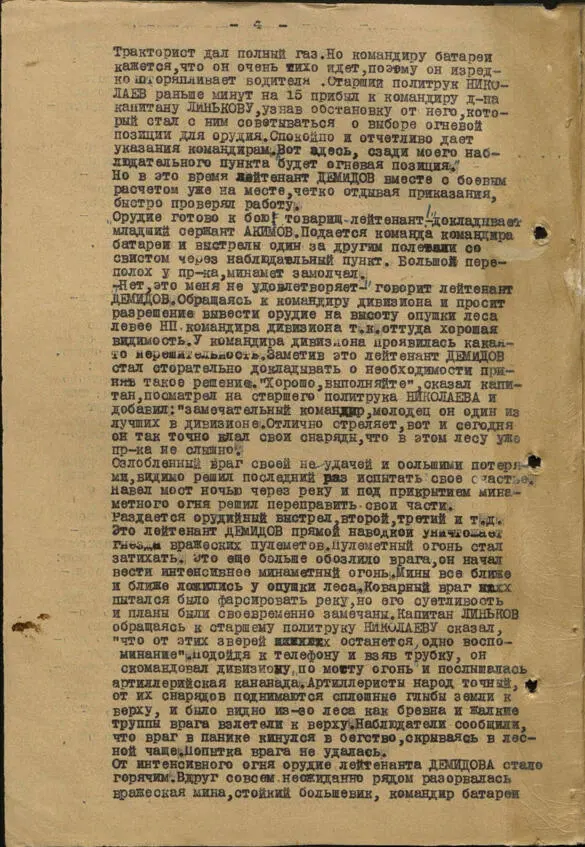 - 4 -
Тракторист дал полный газ.Но командиру батареи
кажется,что он очень тихо идет,поэтому он изред-
ко поторапливает водителя .Старший политрук НИКО-
ЛАЕВ раньше минут на 15 прибыл к командиру д-на
капитану ЛИНЬКОВУ,узнав обстановку от него,кото-
рый стал с ним советываться о выборе огневой
позиции для орудия.Спокойно и отчетливо дает
указания командирам."Вот здесь, сзади моего наб-
людательного пункта будет огневая позиция."
Но в это время лейтенант ДЕМИДОВ вместе с боевым
расчетом уже на месте,четко отдывая приказания,
быстро проверял работу.
"Орудие готово к бою! товарищ лейтенант"-докладывает
младший сержант АКИМОВ.Подается команда командира
батареи и выстрелы один за другим полетели со
свистом через наблюдательный пункт. Большой пере-
полох у пр-ка,минамет замолчал.
-"Нет,это меня не удовлетворяет-" говорит лейтенант
ДЕМИДОВ.Обращаясь к командиру дивизиона и просит
разрешение вывести орудие на высоту опушки леса
левее НП командира дивизиона т.к.оттуда хорошая
видимость.У командира дивизиона проявилась какая-
то нерешительность.Заметив это лейтенант ДЕМИДОВ
стал сторательно докладывать о необходимости при-
нять такое решение."Хорошо,выполняйте",сказал капи-
тан,посматрел на старшего политрука НИКОЛАЕВА и
добавил:"замечательный командир,молодец он один из
лучших в дивизионе.Отлично стреляет,вот и сегодня
он так точно клал свои снаряды,что в этом лесу уже
пр-ка не слышно.
Озлобленный враг своей не удачей и большими потеря-
ми,видимо решил последний раз испытать свое счастье.
Навел мост ночью через реку и под прикрытием мина-
метного огня решил переправить свои части.
Раздается орудийный выстрел,второй,третий и т.д.
Это лейтенант ДЕМИДОВ прямой наводкой уничтожает
гнезда вражеских пулеметов.Пулеметный огонь стал
затихать. Это еще больше обозлило врага,он начал
вести интенсивнее минаметный огонь.Мины все ближе
и ближе ложились у опушки леса.Коварный враг
пытался было фарсировать реку,но его суетливость
и планы были своевременно замечаны.Капитан ЛИНЬКОВ
обращаясь к старшему политруку НИКОЛАЕВУ сказал,
"что от этих зверей останется одно воспо-
минание".подойдя к телефону и взяв трубку, он
скомандовал дивизиону,по мосту огонь и послышалась
артиллерийская кананада.Артиллеристы народ точный,
от их снарядов поднимаются сплошные глыбы земли к
верху, и было видно из-зо леса как бревна и жалкие
труппы врага взлетели к верху.Наблюдатели сообщили,
что враг в панике кинулся в бегство,скрываясь в лес-
ной чаще.Попытка врага не удалась.
От интенсивного огня орудие лейтенанта ДЕМИДОВА стало
горячим.Вдруг совсем неожиданно рядом разорвалась
вражеская мина,стойкий большевик, командир батареи